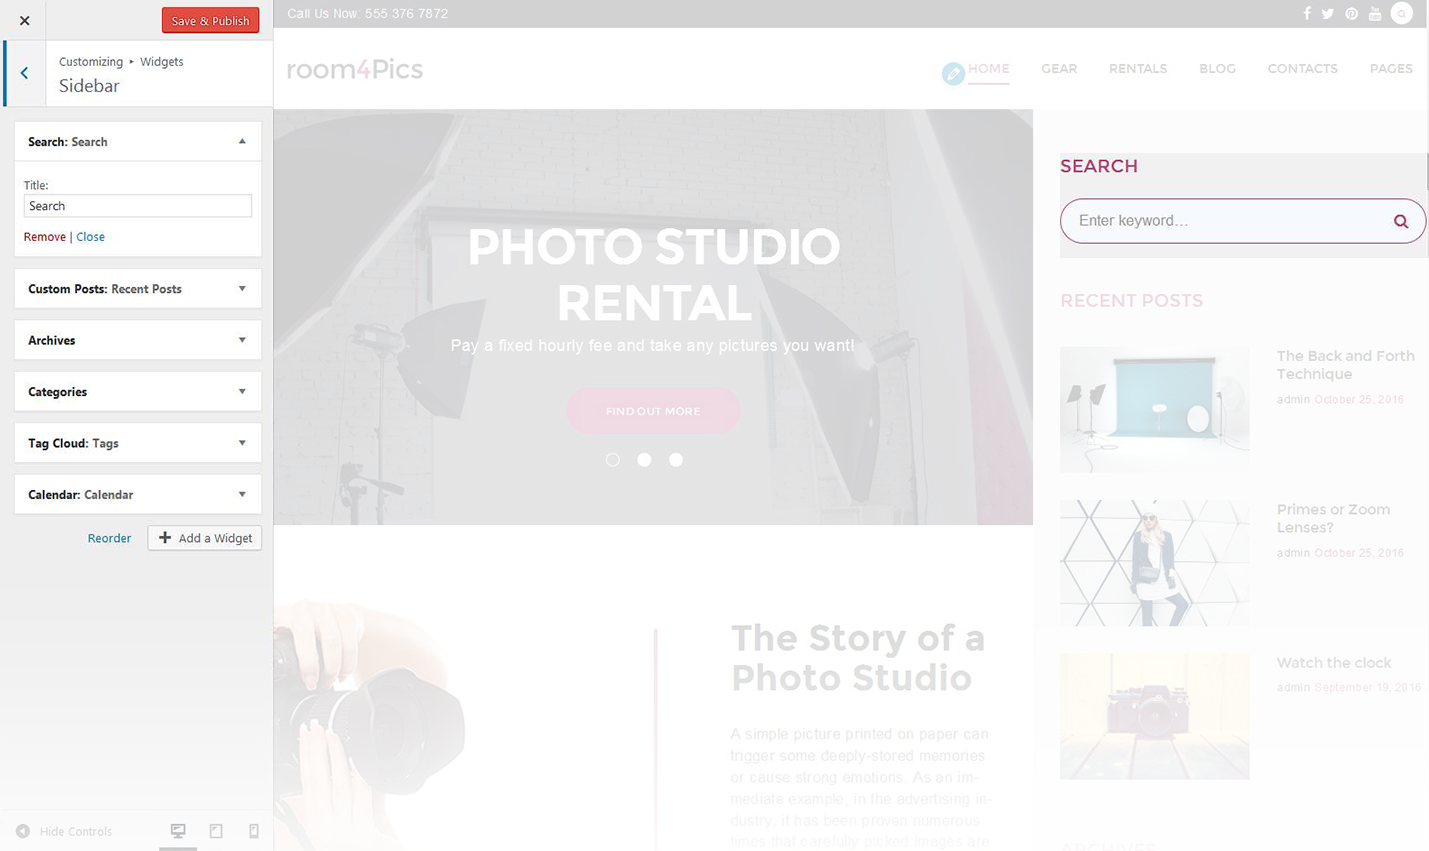 Save & Publish
Customizing ▸ Widgets
Sidebar
Search: Search
Title:
Search
Remove | Close
Custom Posts: Recent Posts
Archives
Categories
Tag Cloud: Tags
Calendar: Calendar
Reorder
Add a Widget
Hide Controls
Call Us Now: 555 376 7872
room4Pics
HOME
GEAR
RENTALS
BLOG
CONTACTS
PAGES
PHOTO STUDIO
RENTAL
Pay a fixed hourly fee and take any pictures you want!
FIND OUT MORE
The Story of a
Photo Studio
A simple picture printed on paper can
trigger some deeply-stored memories
or cause strong emotions. As an im-
mediate example, in the advertising in-
dustry, it has been proven numerous
times that carefully picked images are
SEARCH
Enter keyword...
RECENT POSTS
The Back and Forth
Technique
admin October 25, 2016
Primes or Zoom
Lenses?
admin October 25, 2016
Watch the clock
admin September 19, 2016
ARCHIVES